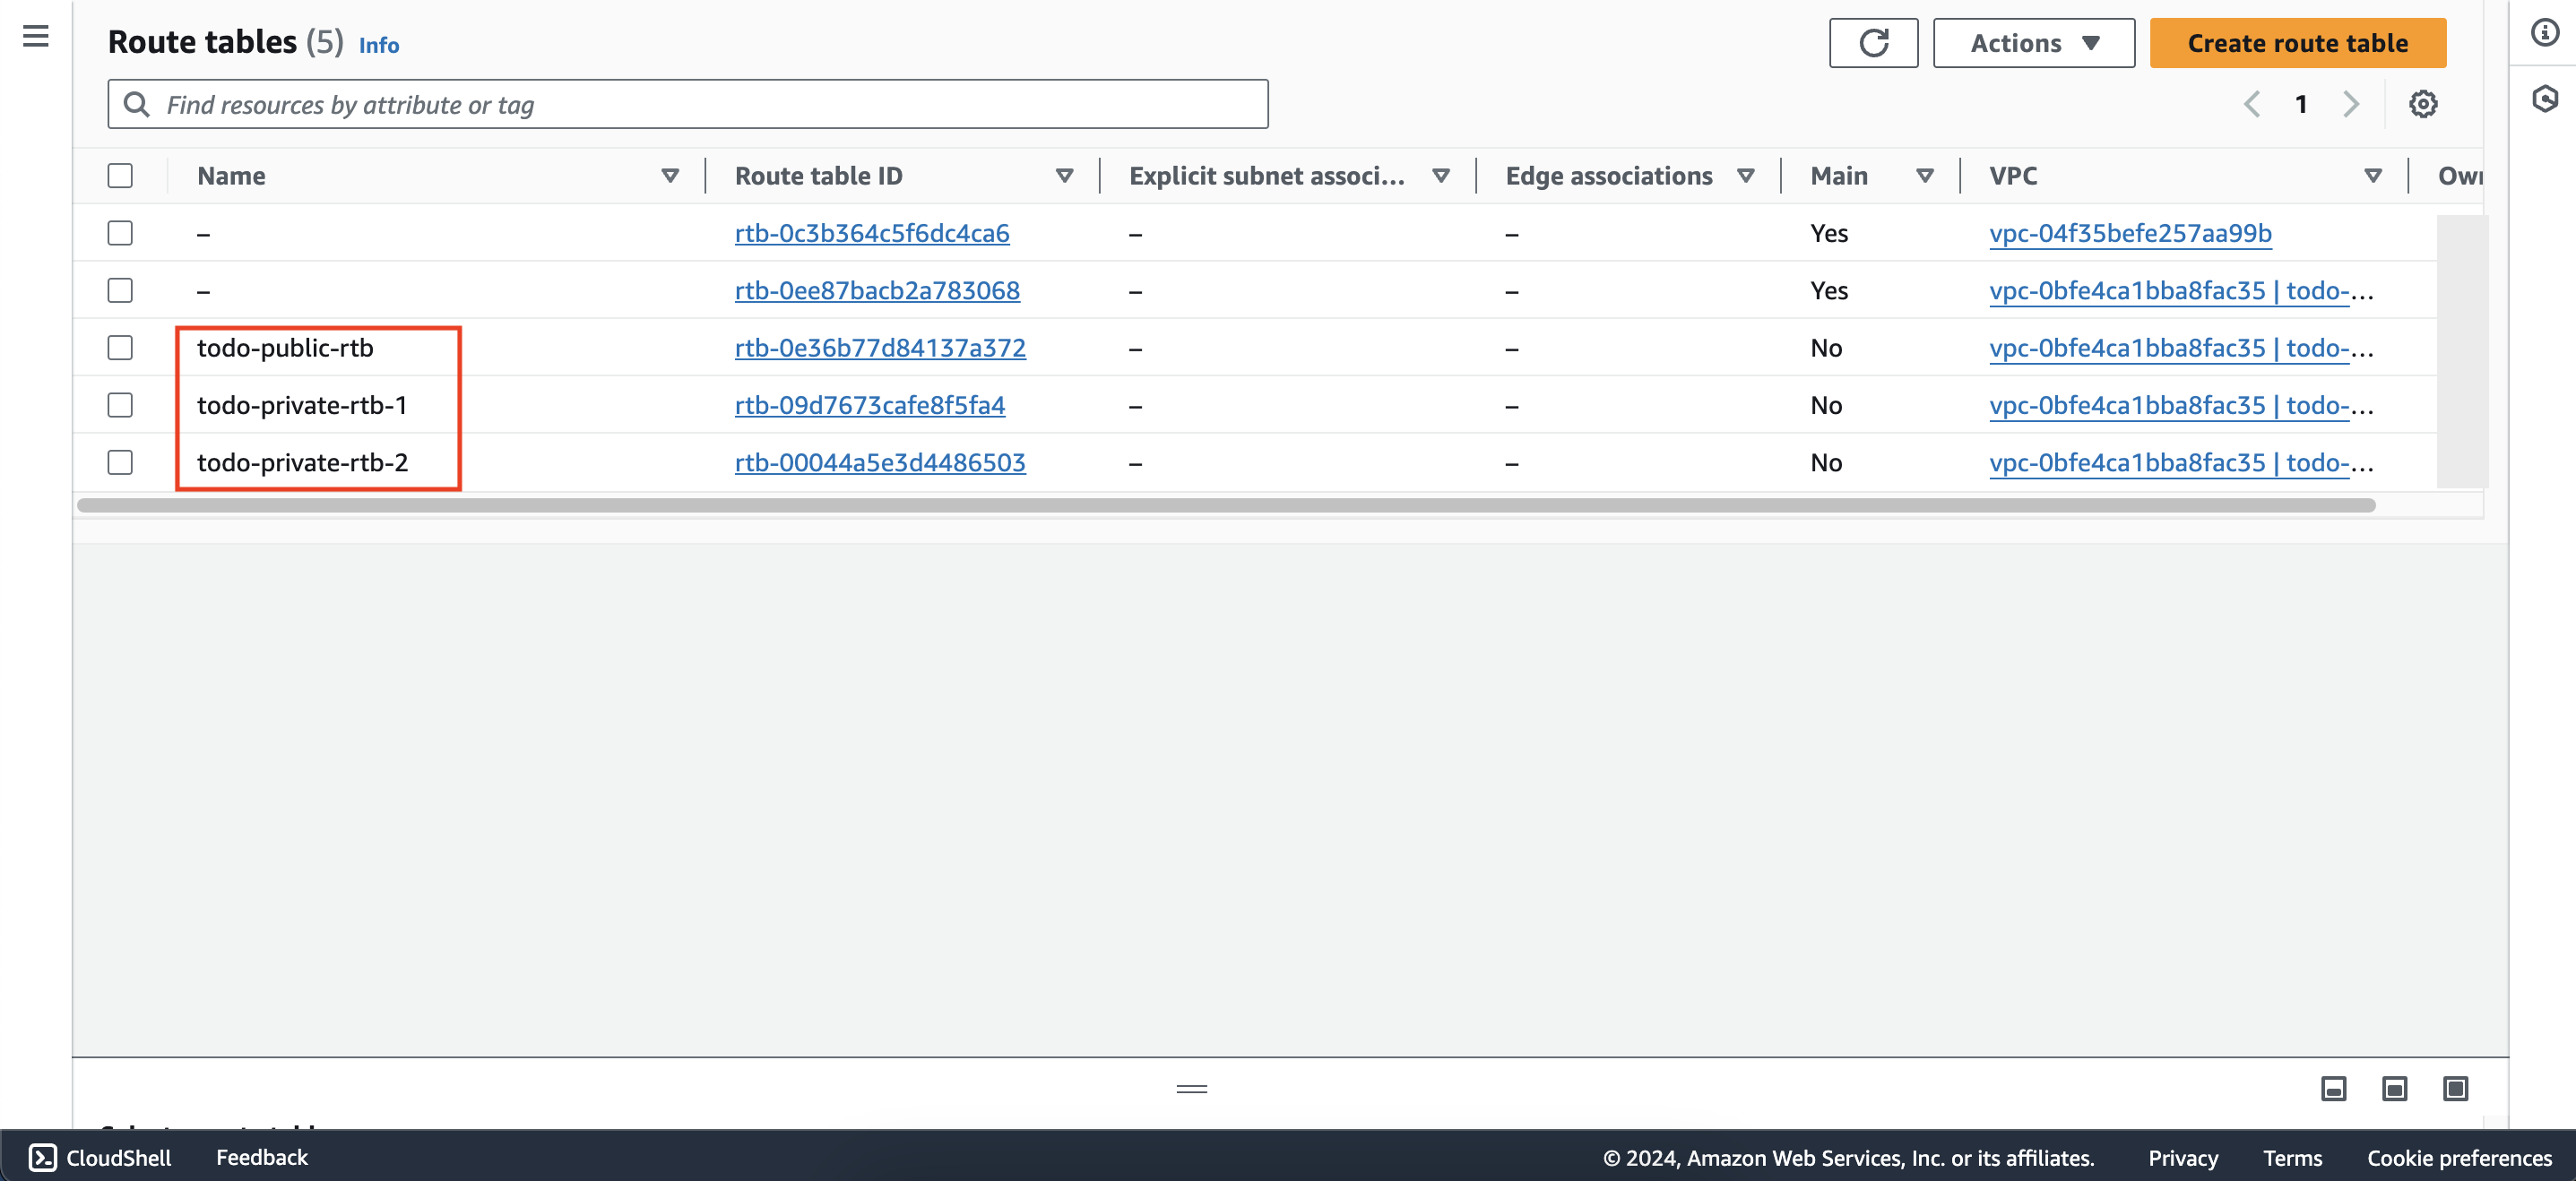 Route tables (5) Info
Actions
Create route table
Find resources by attribute or tag
1
Name Route table ID Explicit subnet associ... Edge associations Main VPC
– rtb-0c3b364c5f6dc4ca6 – – Yes vpc-04f35befe257aa99b
– rtb-0ee87bacb2a783068 – – Yes vpc-0bfe4ca1bba8fac35 | todo-...
todo-public-rtb rtb-0e36b77d84137a372 – – No vpc-0bfe4ca1bba8fac35 | todo-...
todo-private-rtb-1 rtb-09d7673cafe8f5fa4 – – No vpc-0bfe4ca1bba8fac35 | todo-...
todo-private-rtb-2 rtb-00044a5e3d4486503 – – No vpc-0bfe4ca1bba8fac35 | todo-...
CloudShell Feedback © 2024, Amazon Web Services, Inc. or its affiliates. Privacy Terms Cookie preferences